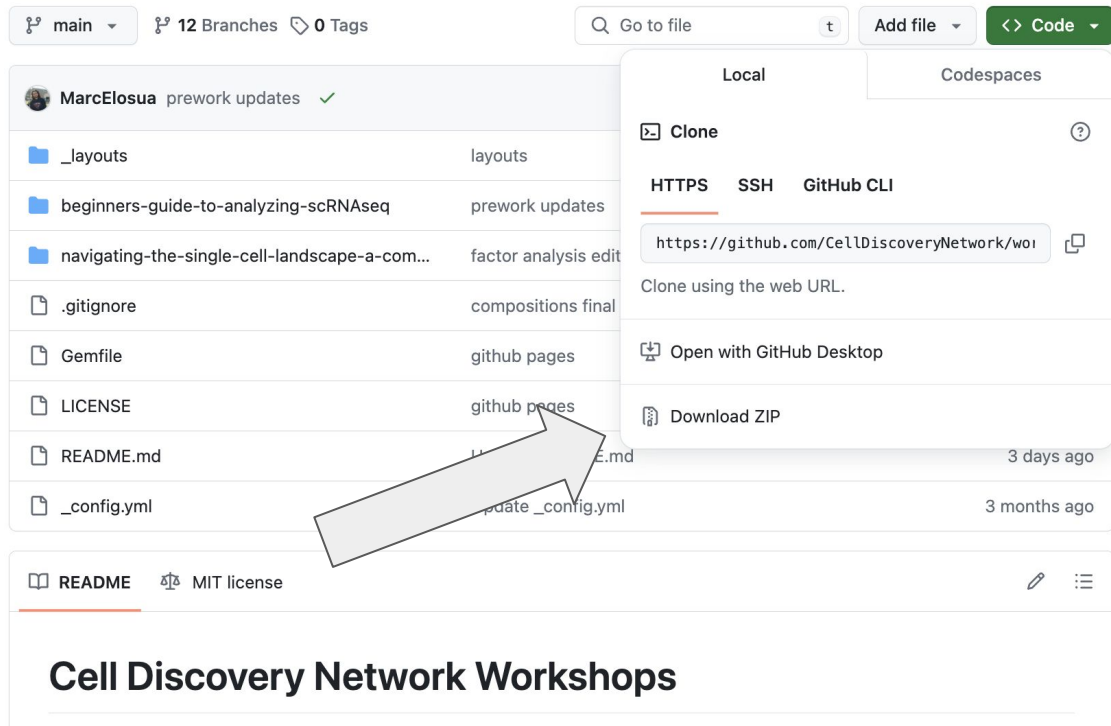 main 12 Branches 0 Tags Go to file t Add file <> Code
Local Codespaces
MarcElosua prework updates
Clone
_layouts layouts
HTTPS SSH GitHub CLI
beginners-guide-to-analyzing-scRNAseq prework updates
https://github.com/CellDiscoveryNetwork/wor
navigating-the-single-cell-landscape-a-com... factor analysis edit
Clone using the web URL.
.gitignore compositions final
Gemfile github pages
Open with GitHub Desktop
LICENSE github pages
Download ZIP
README.md E.md 3 days ago
_config.yml update _config.yml 3 months ago
README MIT license
Cell Discovery Network Workshops